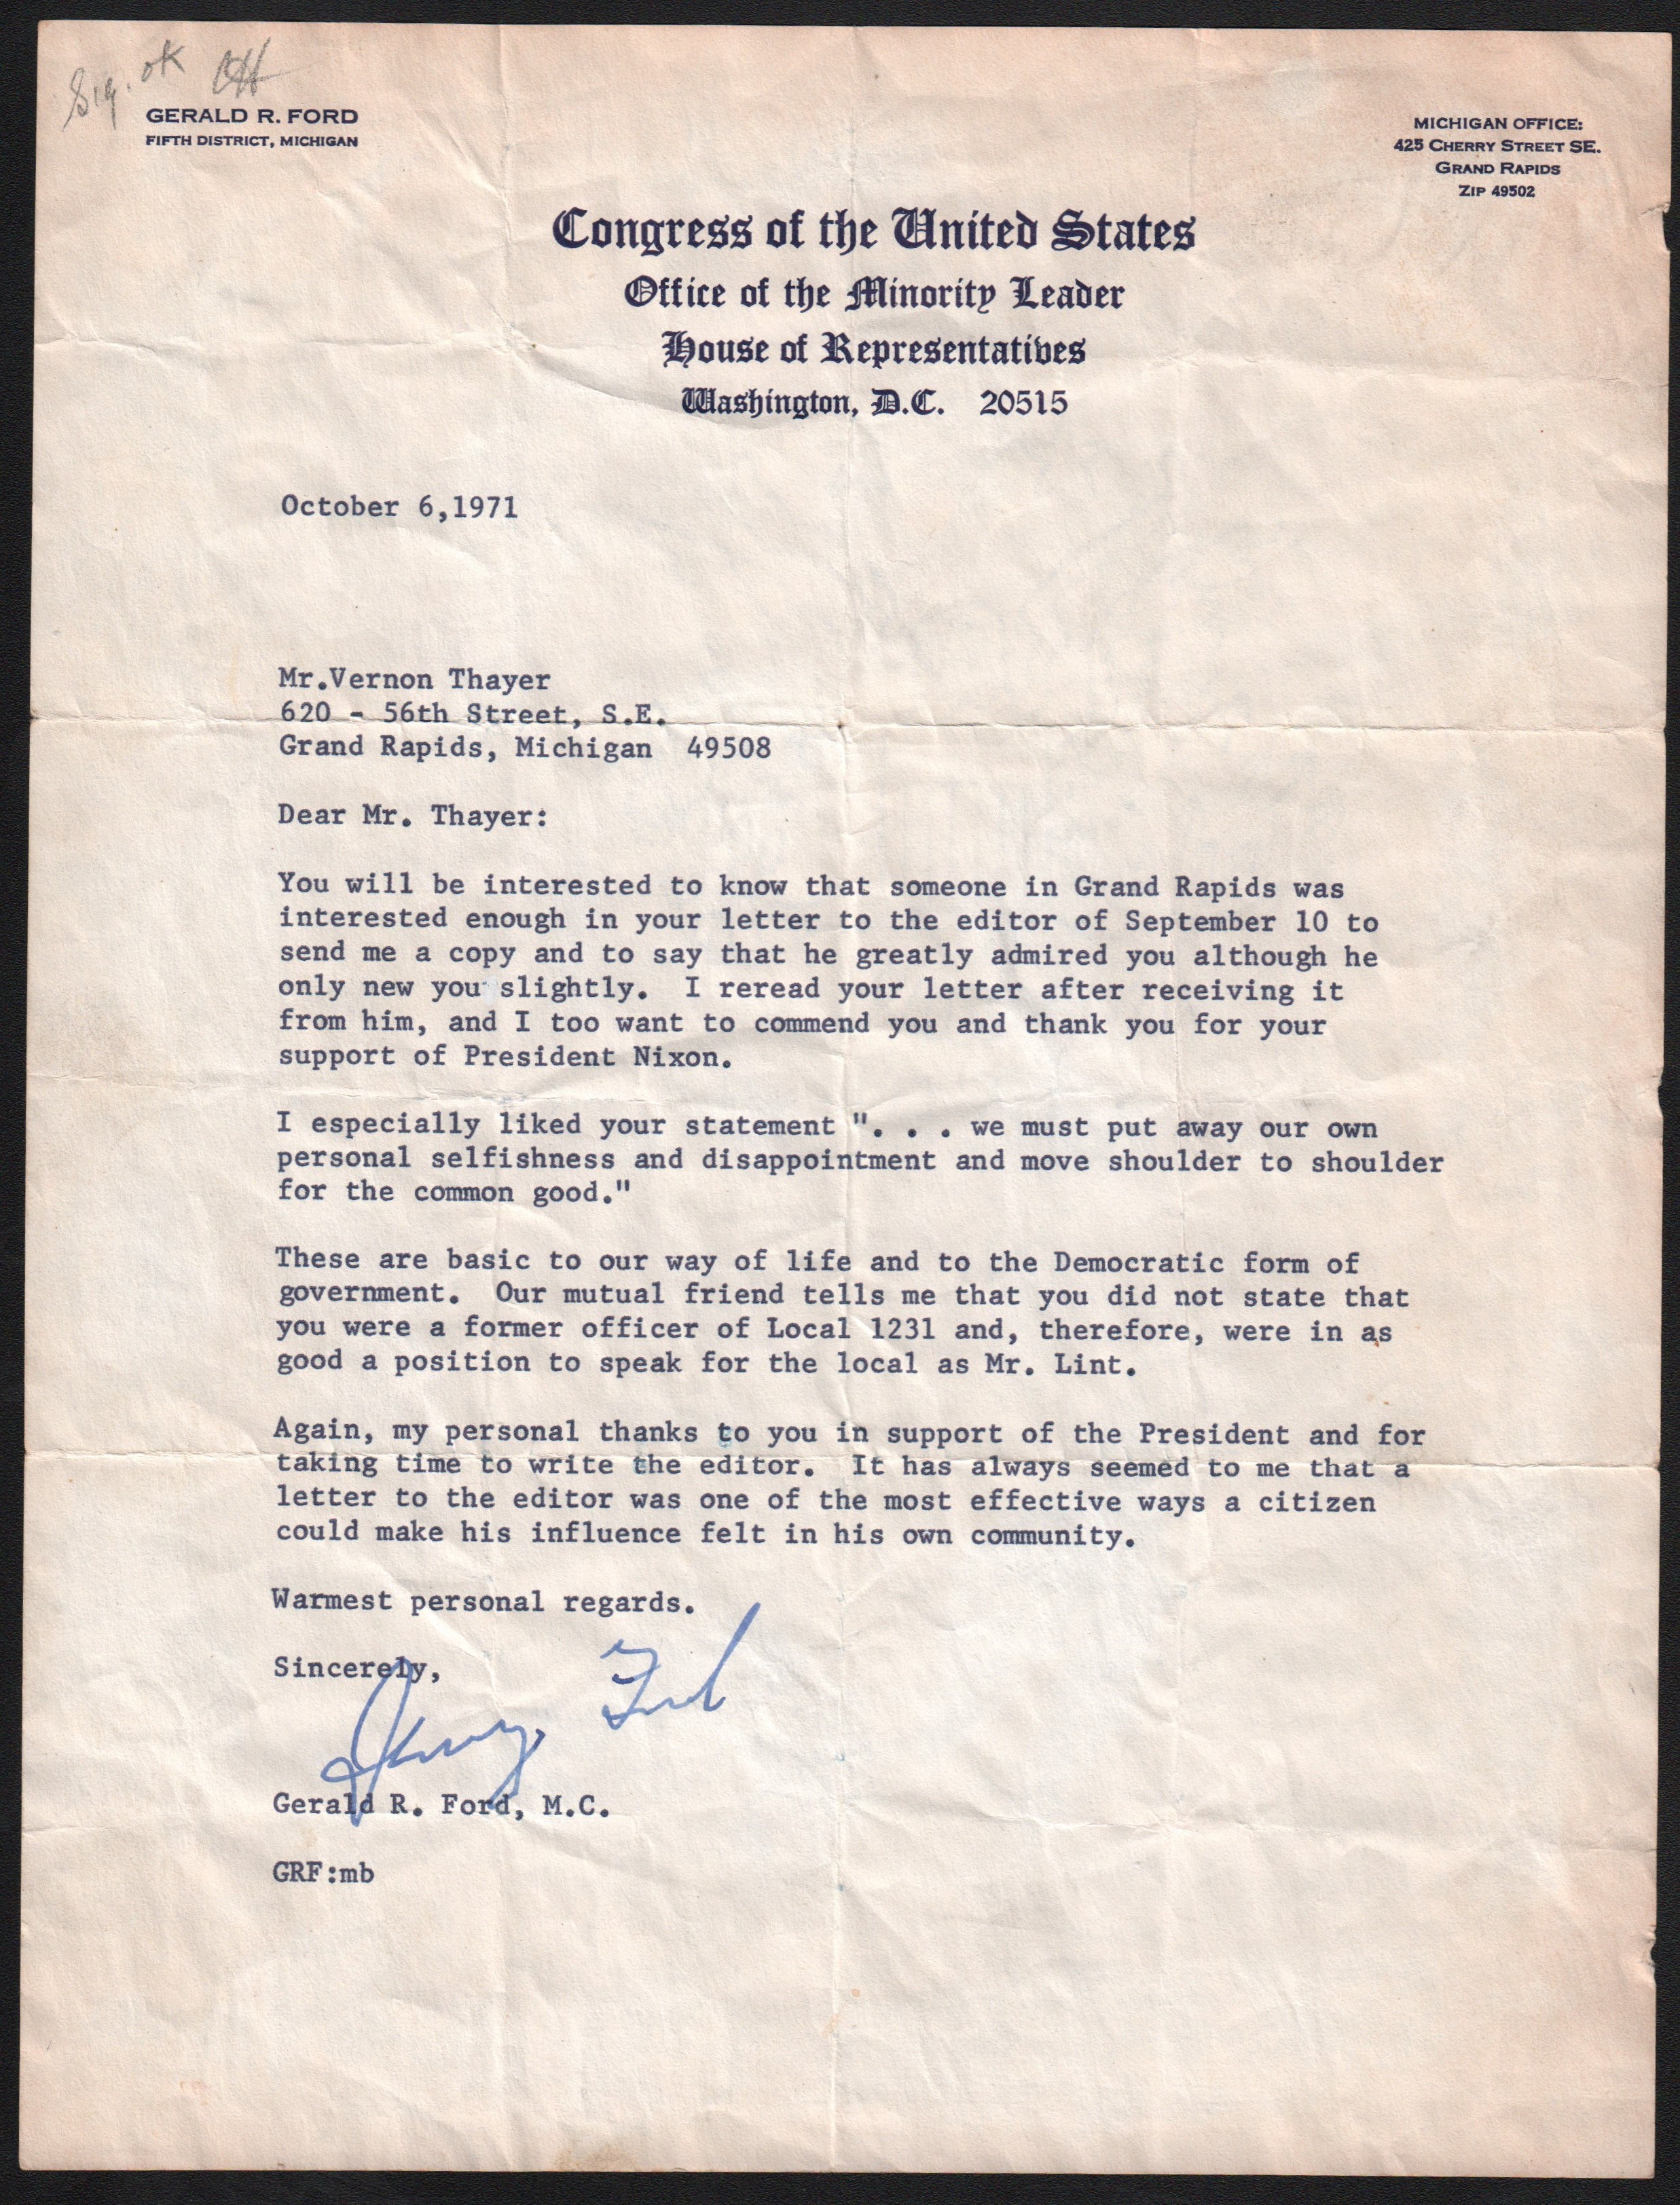 Sig. OK
GERALD R. FORD
FIFTH DISTRICT, MICHIGAN
MICHIGAN OFFICE:
425 CHERRY STREET SE.
GRAND RAPIDS
ZIP 49502
Congress of the United States
Office of the Minority Leader
House of Representatives
Washington, D.C. 20515
October 6,1971
Mr.Vernon Thayer
620 - 56th Street, S.E.
Grand Rapids, Michigan 49508
Dear Mr. Thayer:
You will be interested to know that someone in Grand Rapids was
interested enough in your letter to the editor of September 10 to
send me a copy and to say that he greatly admired you although he
only new you slightly. I reread your letter after receiving it
from him, and I too want to commend you and thank you for your
support of President Nixon.
I especially liked your statement ". . . we must put away our own
personal selfishness and disappointment and move shoulder to shoulder
for the common good."
These are basic to our way of life and to the Democratic form of
government. Our mutual friend tells me that you did not state that
you were a former officer of Local 1231 and, therefore, were in as
good a position to speak for the local as Mr. Lint.
Again, my personal thanks to you in support of the President and for
taking time to write the editor. It has always seemed to me that a
letter to the editor was one of the most effective ways a citizen
could make his influence felt in his own community.
Warmest personal regards.
Sincerely,
Jerry Ford
Gerald R. Ford, M.C.
GRF:mb